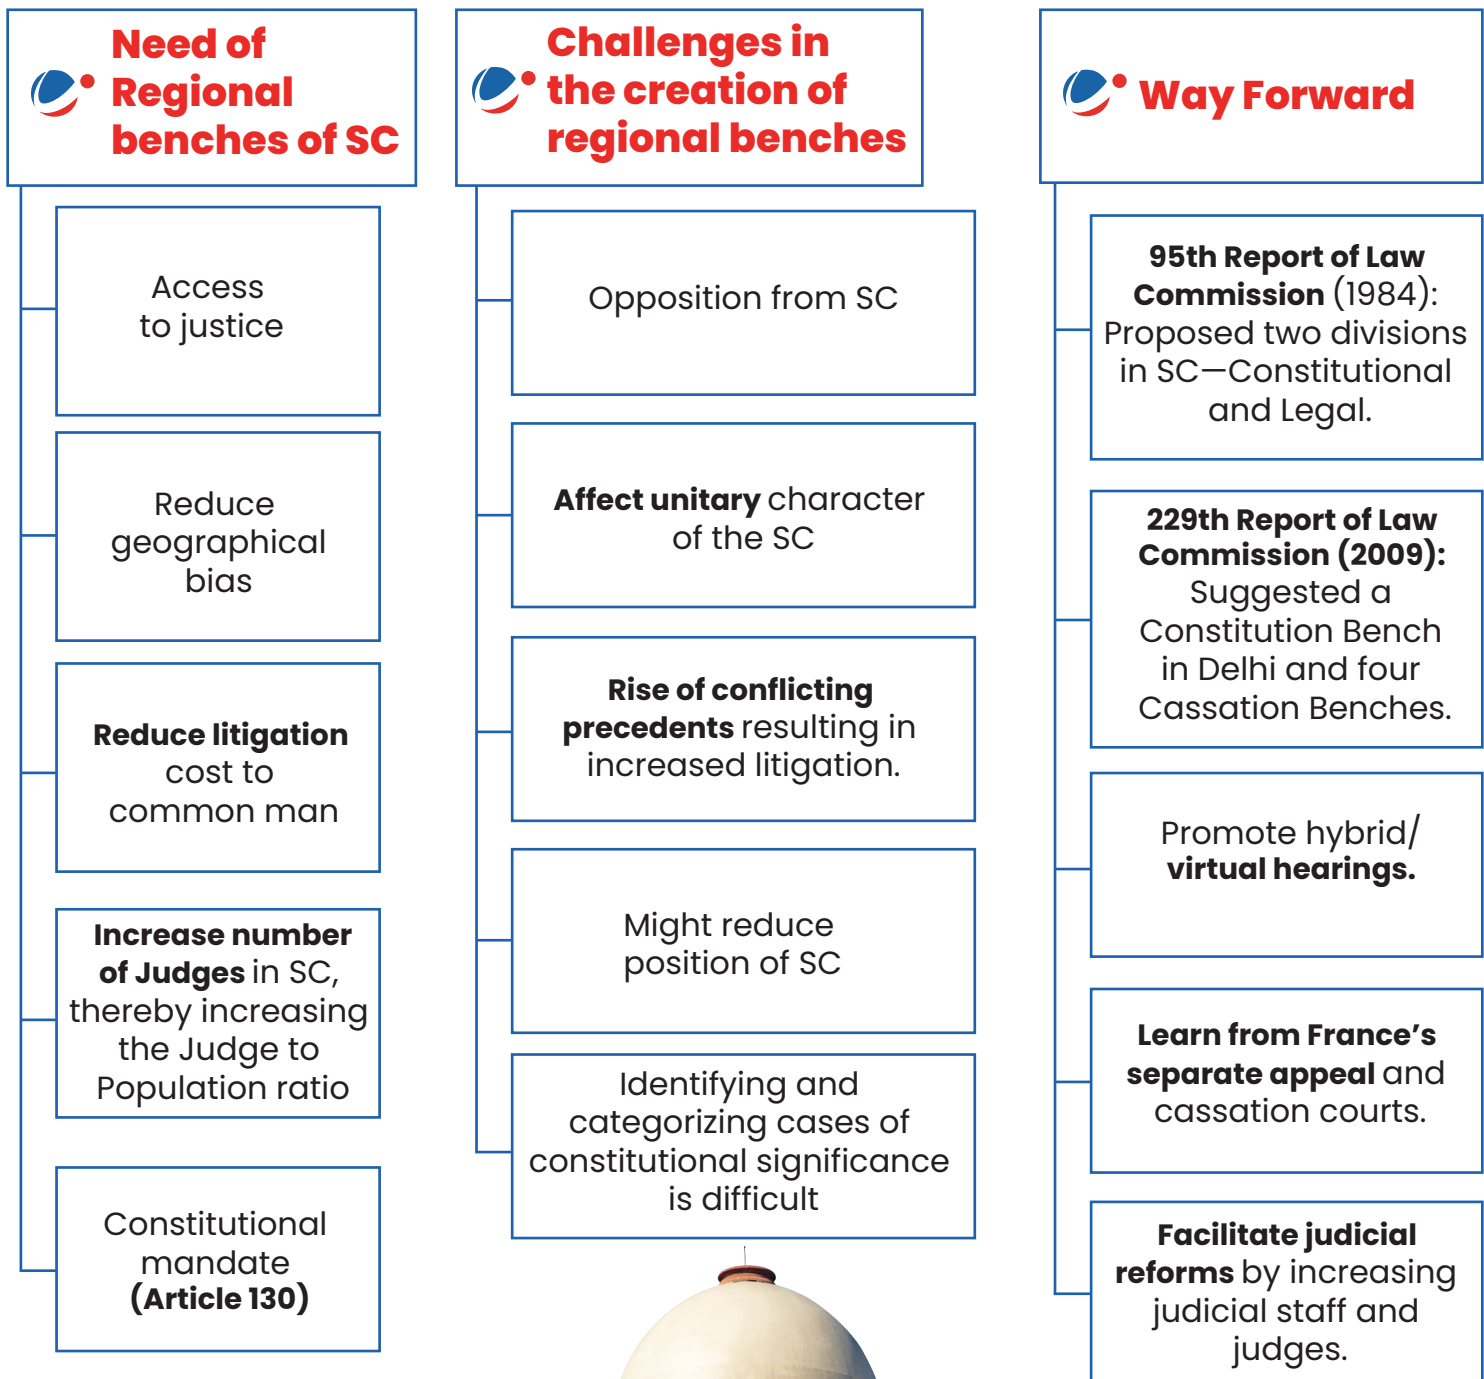 Need of
Regional
benches of SC
Access
to justice
Reduce
geographical
bias
Reduce litigation
cost to
common man
Increase number
of Judges in SC,
thereby increasing
the Judge to
Population ratio
Constitutional
mandate
(Article 130)
Challenges in
the creation of
regional benches
Opposition from SC
Affect unitary character
of the SC
Rise of conflicting
precedents resulting in
increased litigation.
Might reduce
position of SC
Identifying and
categorizing cases of
constitutional significance
is difficult
Way Forward
95th Report of Law
Commission (1984):
Proposed two divisions
in SC—Constitutional
and Legal.
229th Report of Law
Commission (2009):
Suggested a
Constitution Bench
in Delhi and four
Cassation Benches.
Promote hybrid/
virtual hearings.
Learn from France’s
separate appeal and
cassation courts.
Facilitate judicial
reforms by increasing
judicial staff and
judges.